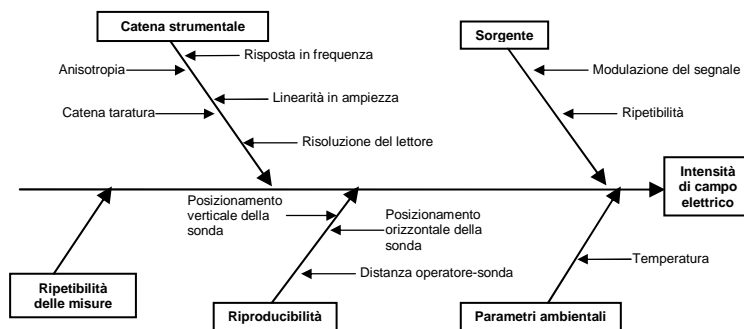 Catena strumentale
Sorgente
Risposta in frequenza
Anisotropia
Modulazione del segnale
Linearità in ampiezza
Catena taratura
Ripetibilità
Risoluzione del lettore
Intensità
di campo
elettrico
Posizionamento
verticale della
sonda
Posizionamento
orizzontale della
sonda
Temperatura
Distanza operatore-sonda
Ripetibilità
delle misure
Riproducibilità
Parametri ambientali